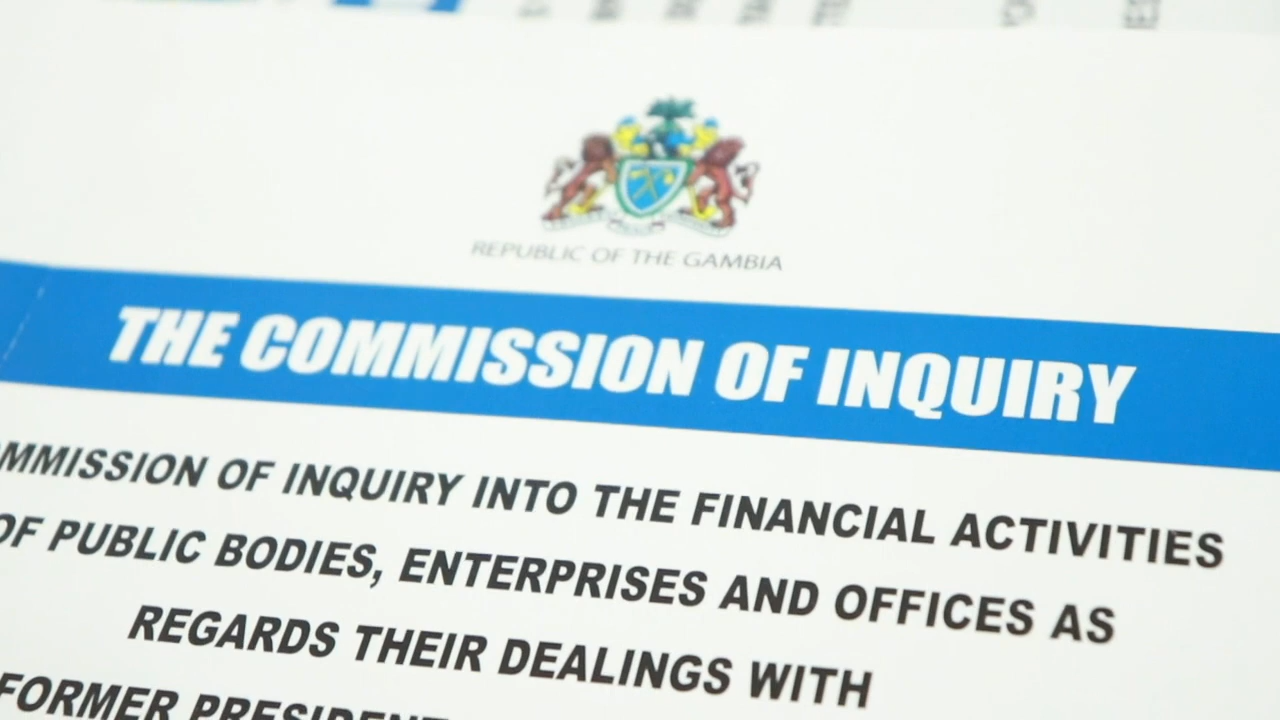 REPUBLIC OF THE GAMBIA
THE COMMISSION OF INQUIRY
MMISSION OF INQUIRY INTO THE FINANCIAL ACTIVITIES
OF PUBLIC BODIES, ENTERPRISES AND OFFICES AS
REGARDS THEIR DEALINGS WITH
FORMER PRESIDENT